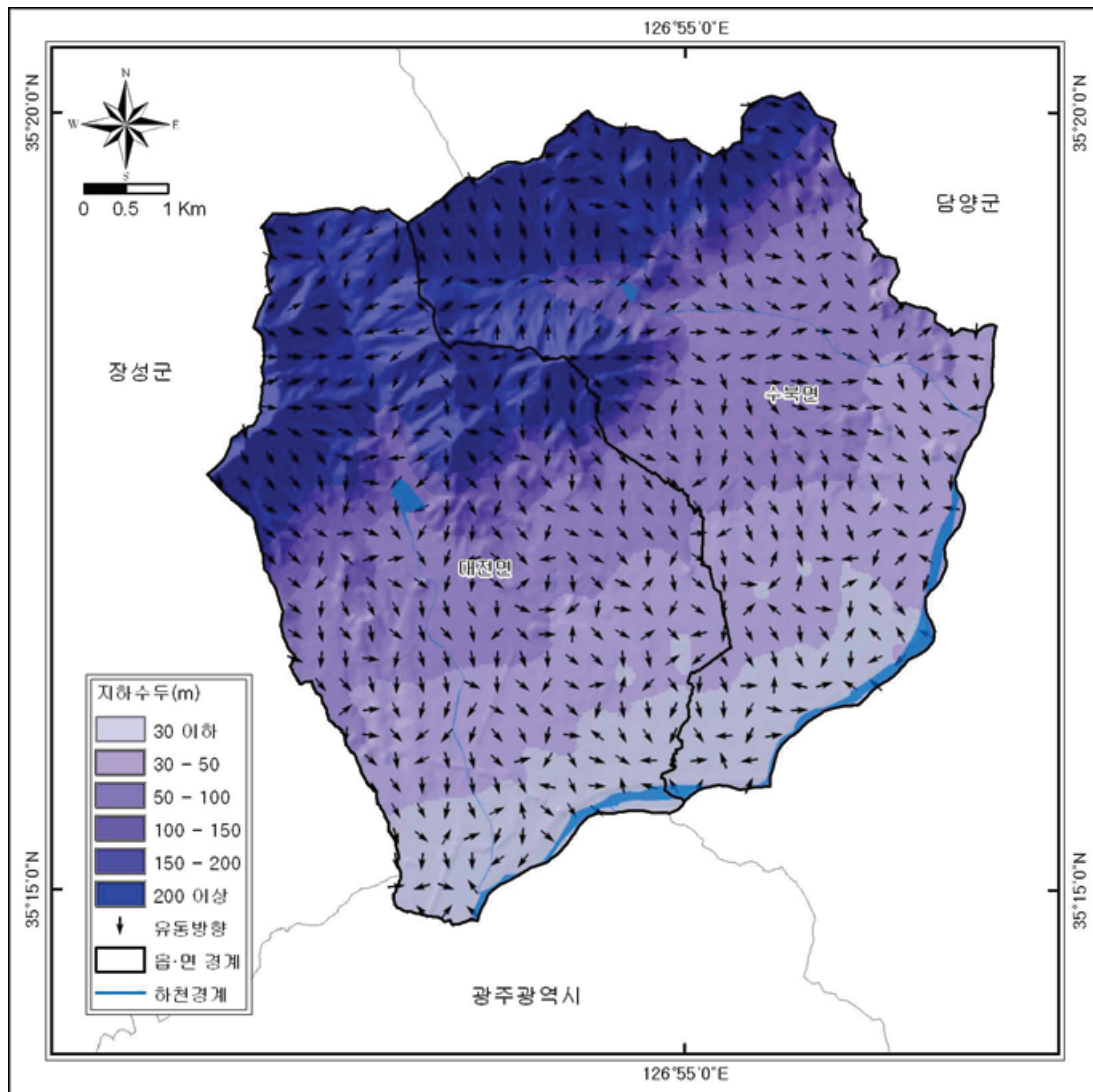 126°55'0"E
35°20'0"N
35°20'0"N
N
W
E
S
0 0.5 1 Km
담양군
장성군
수북면
대전면
지하수두(m)
30 이하
30 - 50
50 - 100
100 - 150
150 - 200
200 이상
유동방향
읍·면 경계
하천경계
35°15'0"N
35°15'0"N
광주광역시
126°55'0"E